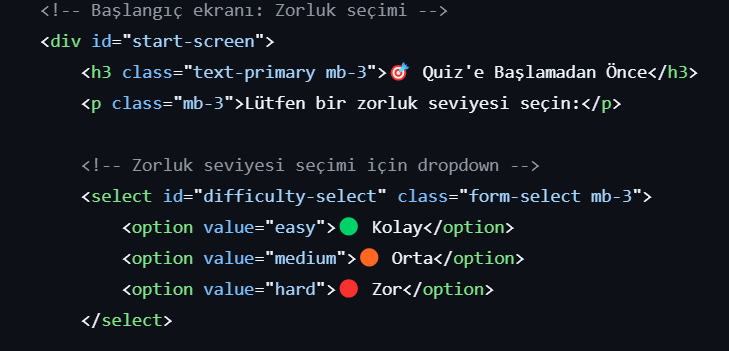 <!-- Başlangıç ekranı: Zorluk seçimi -->
<div id="start-screen">
<h3 class="text-primary mb-3">🎯 Quiz'e Başlamadan Önce</h3>
<p class="mb-3">Lütfen bir zorluk seviyesi seçin:</p>
<!-- Zorluk seviyesi seçimi için dropdown -->
<select id="difficulty-select" class="form-select mb-3">
<option value="easy">🟢 Kolay</option>
<option value="medium">🟠 Orta</option>
<option value="hard">🔴 Zor</option>
</select>